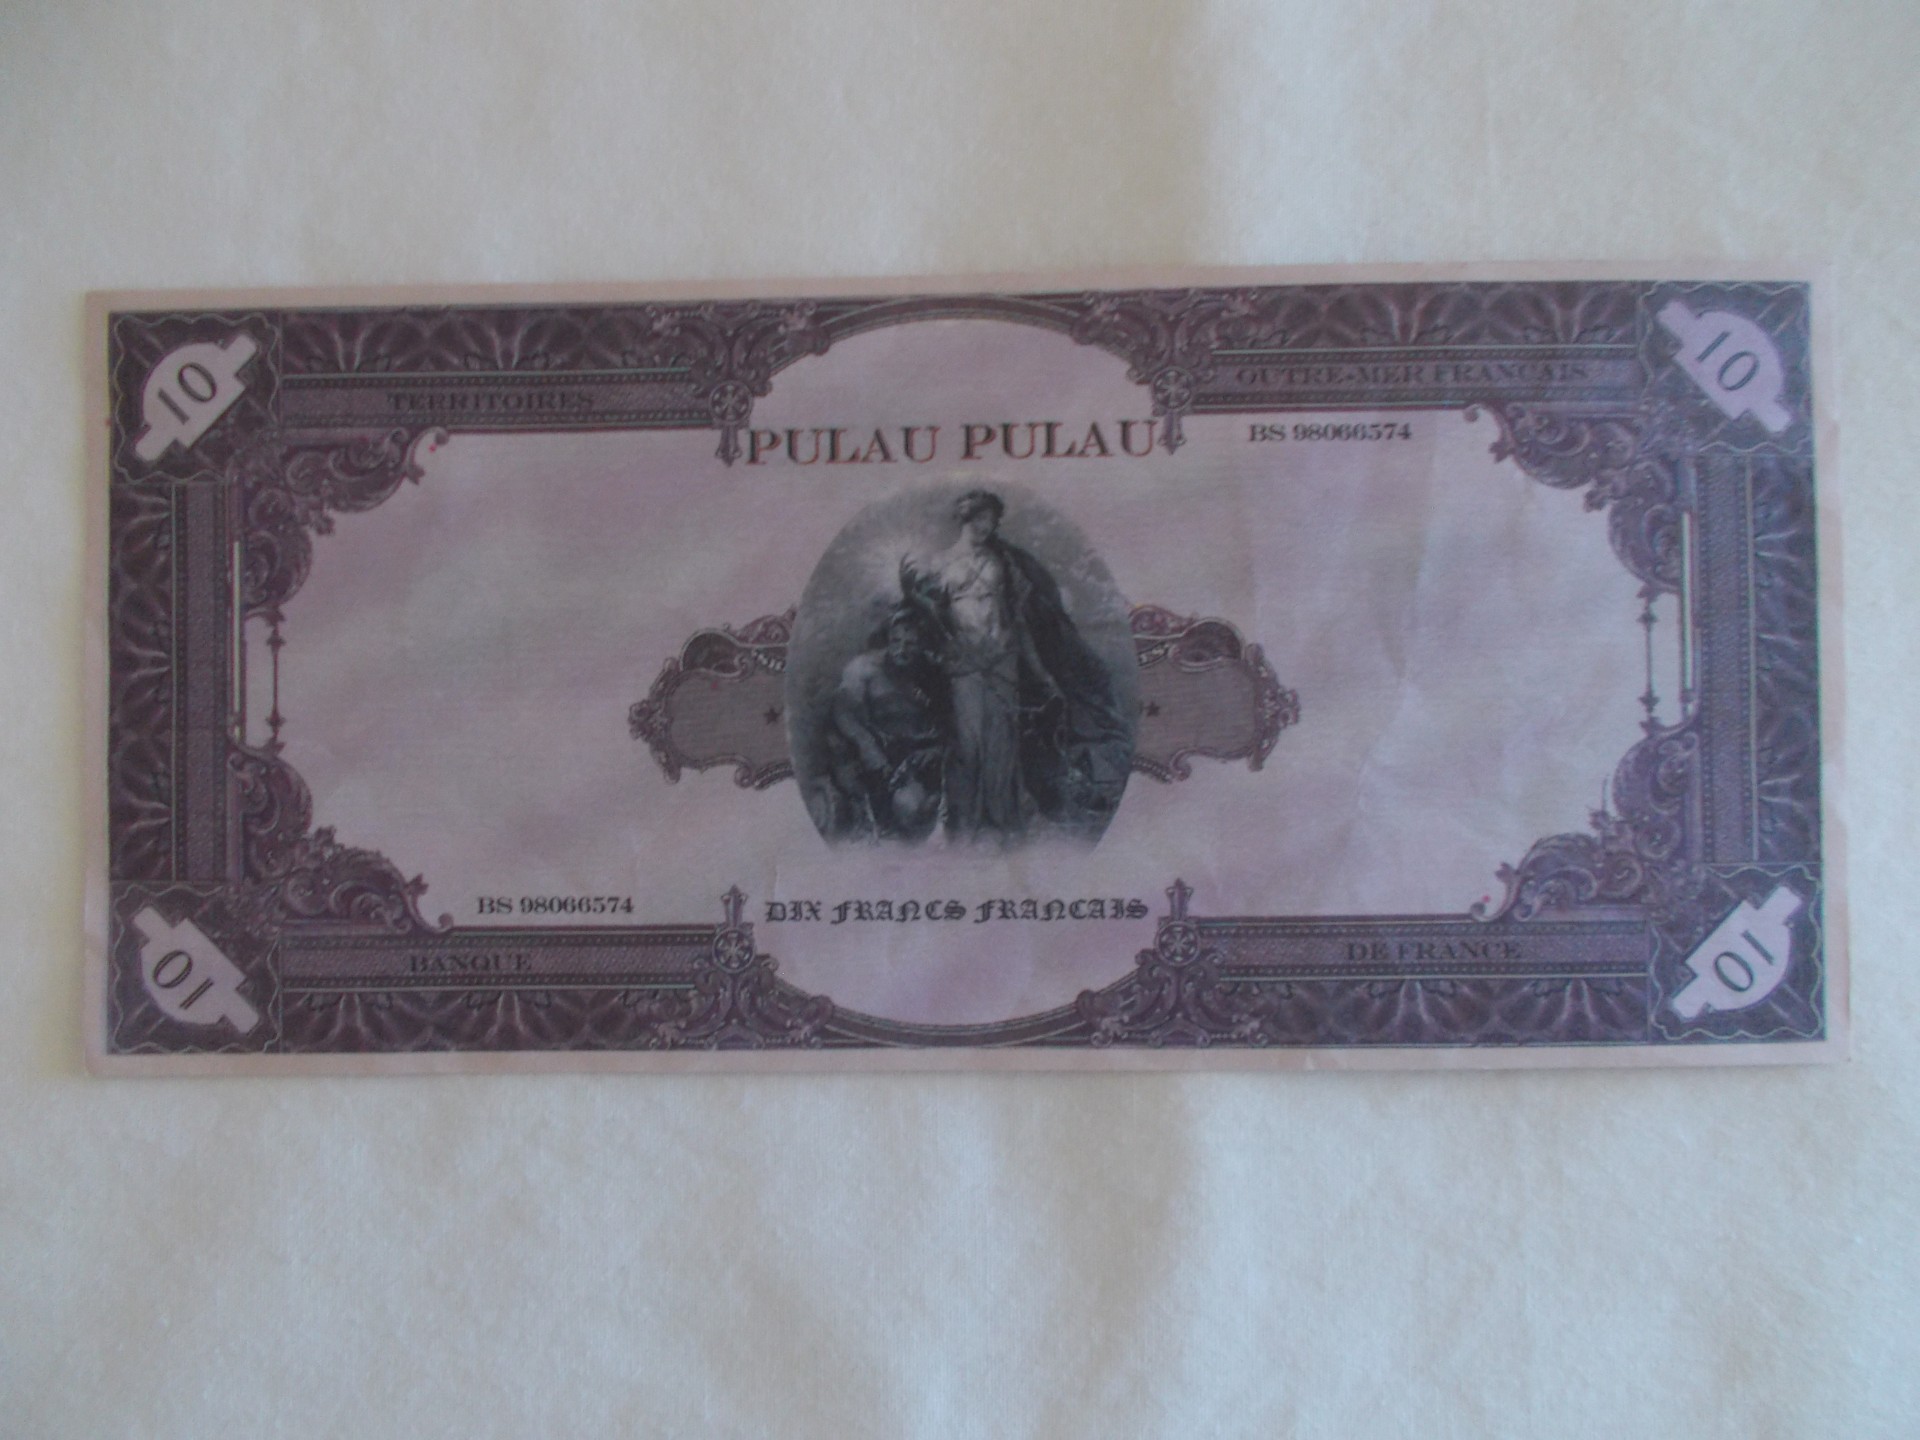 10 10
TERRITOIRES OUTRE-MER FRANCAIS
PULAU PULAU
BS 98066574
BS 98066574
DIX FRANCS FRANCAIS
BANQUE DE FRANCE
10 10